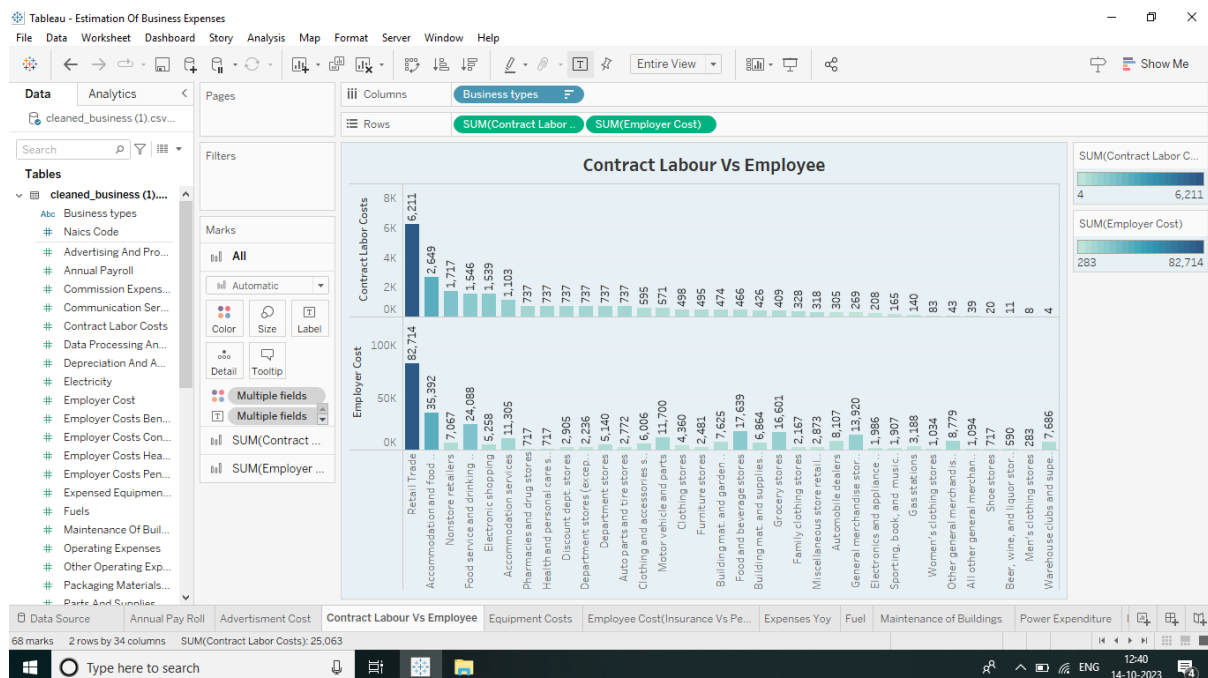 Tableau - Estimation Of Business Expenses
File Data Worksheet Dashboard Story Analysis Map Format Server Window Help
Entire View
Show Me
Data Analytics
cleaned_business (1).csv...
Search
Tables
cleaned_business (1)....
Abc Business types
# Naics Code
# Advertising And Pro...
# Annual Payroll
# Commission Expens...
# Communication Ser...
# Contract Labor Costs
# Data Processing An...
# Depreciation And A...
# Electricity
# Employer Cost
# Employer Costs Ben...
# Employer Costs Con...
# Employer Costs Hea...
# Employer Costs Pen...
# Expensed Equipmen...
# Fuels
# Maintenance Of Buil...
# Operating Expenses
# Other Operating Exp...
# Packaging Materials...
# Parts And Supplies
Pages
Filters
Marks
All
Automatic
Color Size Label
Detail Tooltip
Multiple fields
Multiple fields
SUM(Contract ...
SUM(Employer ...
Columns Business types
Rows SUM(Contract Labor .. SUM(Employer Cost)
Contract Labour Vs Employee
Contract Labor Costs
8K
6K
4K
2K
0K
6,211 2,649 1,717 1,546 1,539 1,103 737 737 737 737 737 737 595 571 498 495 474 466 426 409 328 318 305 269 208 165 140 83 43 39 20 11 8 4
Employer Cost
100K
50K
0K
82,714 35,392 7,067 24,088 5,258 11,305 717 717 2,905 2,236 5,140 2,772 6,006 11,700 4,360 2,481 7,625 17,639 6,864 16,601 2,167 2,873 8,107 13,920 1,986 1,907 3,188 1,034 8,779 1,094 717 590 283 7,686
Retail Trade
Accommodation and food ..
Nonstore retailers
Food service and drinking ..
Electronic shopping
Accommodation services
Pharmacies and drug stores
Health and personal care s..
Discount dept. stores
Department stores (excep..
Department stores
Auto parts and tire stores
Clothing and accessories s..
Motor vehicle and parts
Clothing stores
Furniture stores
Building mat. and garden ..
Food and beverage stores
Building mat. and supplies..
Grocery stores
Family clothing stores
Miscellaneous store retail..
Automobile dealers
General merchandise stor..
Electronics and appliance ..
Sporting, book, and music..
Gas stations
Women's clothing stores
Other general merchandis..
All other general merchan..
Shoe stores
Beer, wine, and liquor stor..
Men's clothing stores
Warehouse clubs and supe..
SUM(Contract Labor C...
4 6,211
SUM(Employer Cost)
283 82,714
Data Source Annual Pay Roll Advertisment Cost Contract Labour Vs Employee Equipment Costs Employee Cost(Insurance Vs Pe... Expenses Yoy Fuel Maintenance of Buildings Power Expenditure
68 marks 2 rows by 34 columns SUM(Contract Labor Costs): 25,063
Type here to search
ENG
12:40
14-10-2023
4